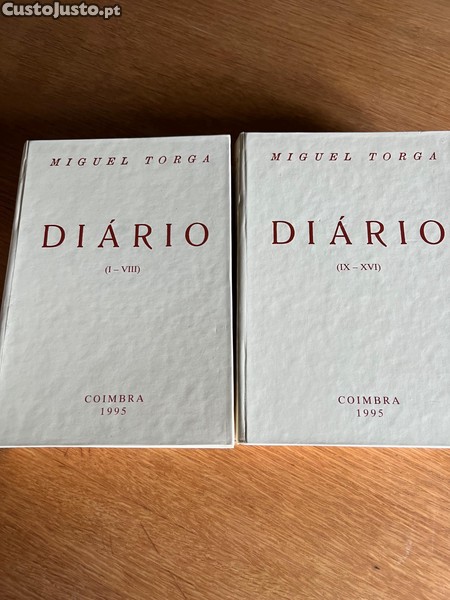 CustoJusto.pt
MIGUEL TORGA
DIÁRIO
(I – VIII)
COIMBRA
1995
MIGUEL TORGA
DIÁRIO
(IX – XVI)
COIMBRA
1995